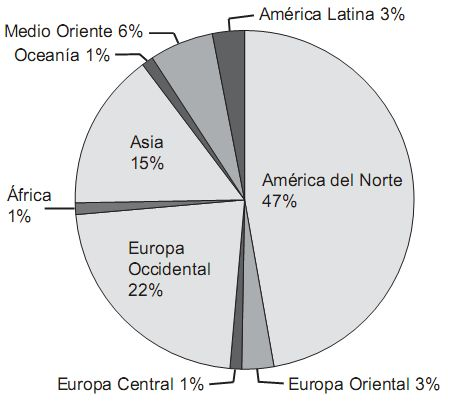 América Latina 3%
Medio Oriente 6%
Oceanía 1%
Asia
15%
América del Norte
47%
África
1%
Europa
Occidental
22%
Europa Central 1%
Europa Oriental 3%